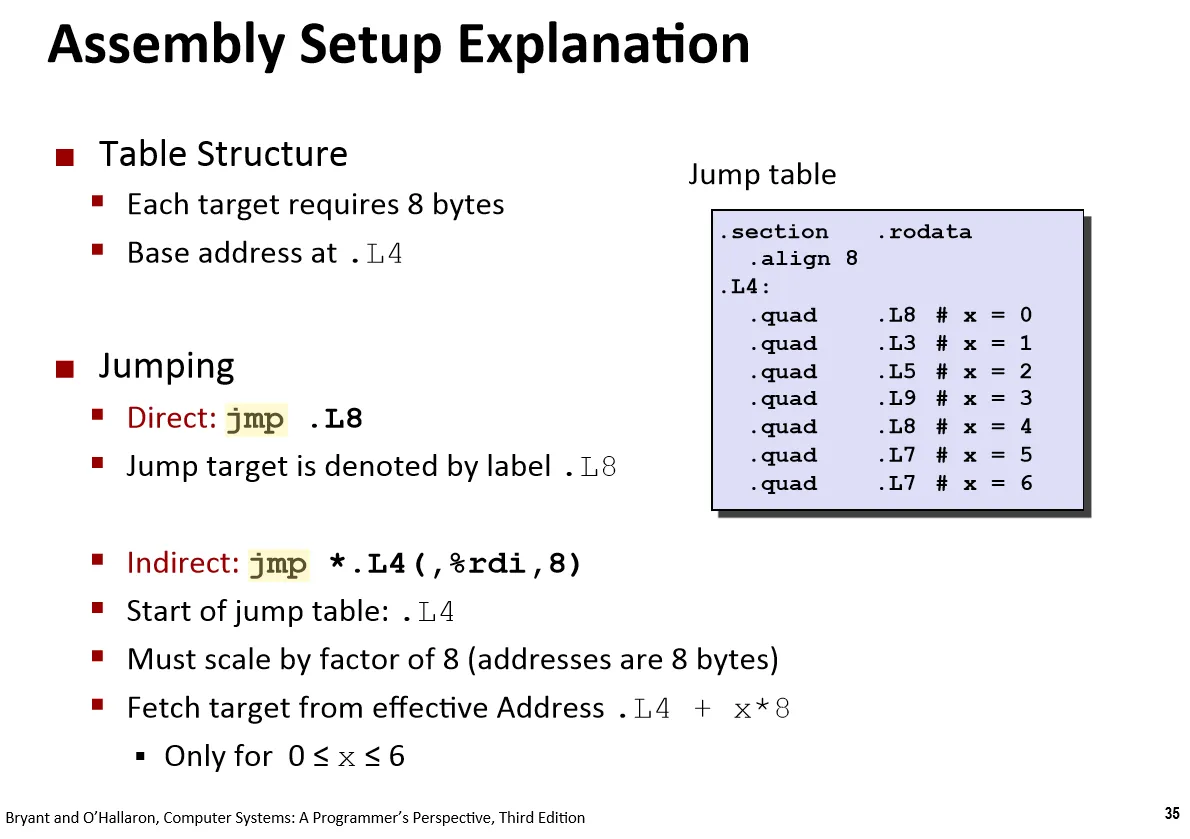 Assembly Setup Explanation
Table Structure
Each target requires 8 bytes
Base address at .L4
Jumping
Direct: jmp .L8
Jump target is denoted by label .L8
Indirect: jmp *.L4(,%rdi,8)
Start of jump table: .L4
Must scale by factor of 8 (addresses are 8 bytes)
Fetch target from effective Address .L4 + x*8
Only for 0 ≤ x ≤ 6
Jump table
.section .rodata
.align 8
.L4:
.quad .L8 # x = 0
.quad .L3 # x = 1
.quad .L5 # x = 2
.quad .L9 # x = 3
.quad .L8 # x = 4
.quad .L7 # x = 5
.quad .L7 # x = 6
Bryant and O'Hallaron, Computer Systems: A Programmer's Perspective, Third Edition
35